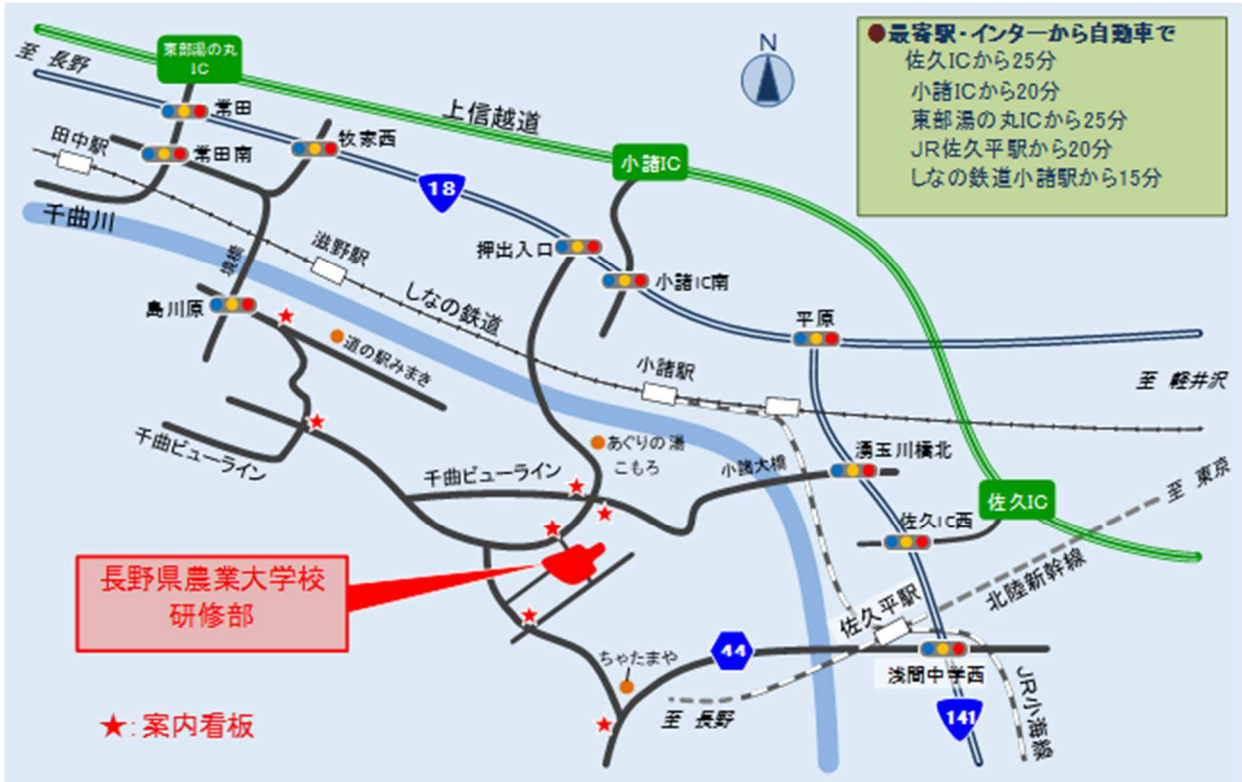 東部湯の丸
IC
至 長野
常田
牧家西
上信越道
N
●最寄駅・インターから自動車で
佐久ICから25分
小諸ICから20分
東部湯の丸ICから25分
JR佐久平駅から20分
しなの鉄道小諸駅から15分
田中駅
常田南
18
小諸IC
千曲川
滋野駅
押出入口
小諸IC南
境橋
島川原
しなの鉄道
平原
道の駅みまき
小諸駅
至 軽井沢
千曲ビューライン
あぐりの湯
こもろ
千曲ビューライン
小諸大橋
湧玉川橋北
佐久IC
至 東京
佐久IC西
長野県農業大学校
研修部
北陸新幹線
佐久平駅
44
ちゃたまや
浅間中学西
JR小海線
至 長野
141
★:案内看板